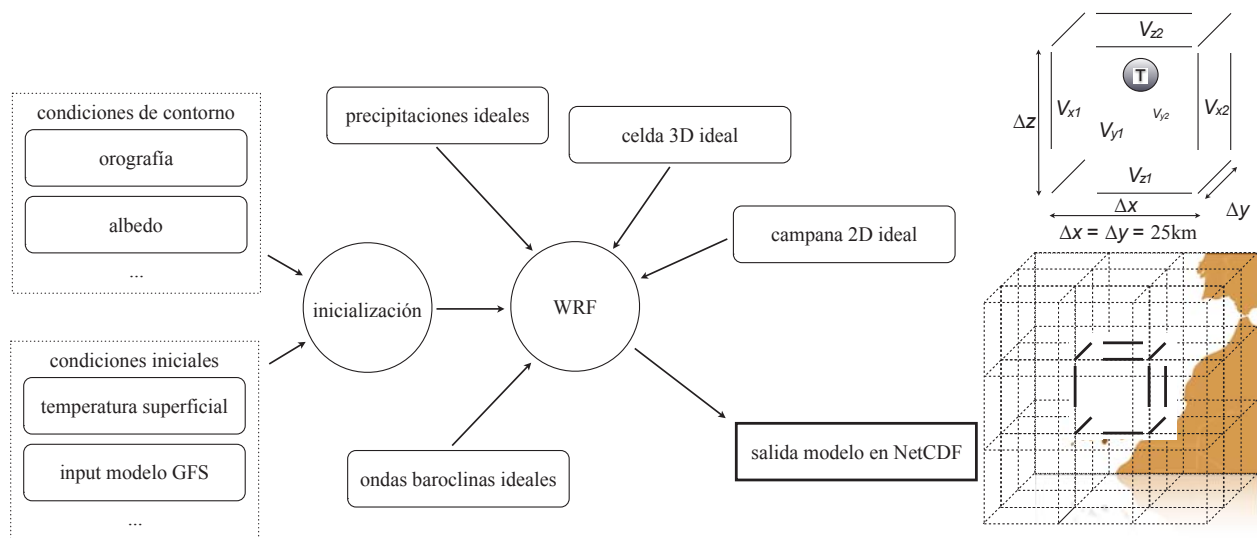 condiciones de contorno
orografía
albedo
...
condiciones iniciales
temperatura superficial
input modelo GFS
...
inicialización
precipitaciones ideales
celda 3D ideal
campana 2D ideal
WRF
ondas baroclinas ideales
salida modelo en NetCDF
Vz2
T
Vx1
Vy2
Vx2
Vy1
Δz
Vz1
Δx
Δy
Δx = Δy = 25km